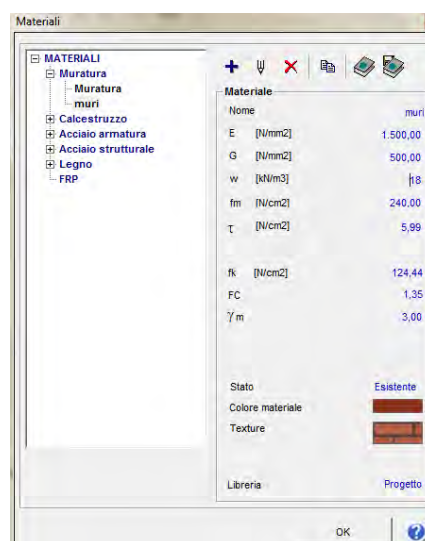 Materiali
MATERIALI
Muratura
Muratura
muri
Calcestruzzo
Acciaio armatura
Acciaio strutturale
Legno
FRP
Materiale
Nome muri
E [N/mm2] 1.500,00
G [N/mm2] 500,00
w [kN/m3] 18
fm [N/cm2] 240,00
τ [N/cm2] 5,99
fk [N/cm2] 124,44
FC 1,35
γ m 3,00
Stato Esistente
Colore materiale
Texture
Libreria Progetto
OK ?